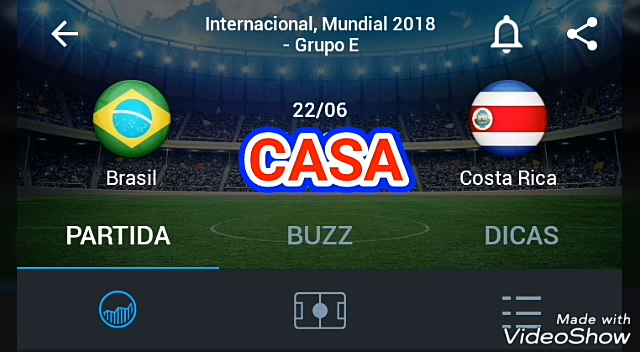 Internacional, Mundial 2018
- Grupo E
22/06
CASA
Brasil
Costa Rica
PARTIDA
BUZZ
DICAS
Made with
VideoShow